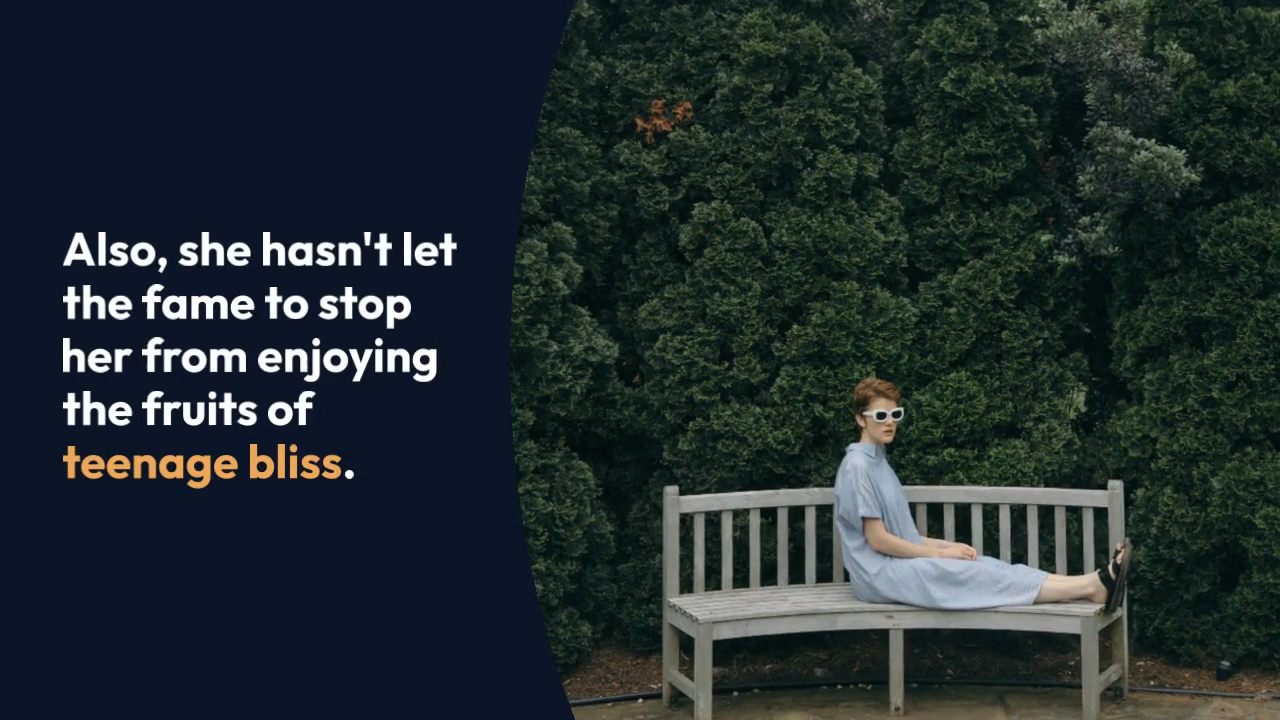 Also, she hasn't let
the fame to stop
her from enjoying
the fruits of
teenage bliss.